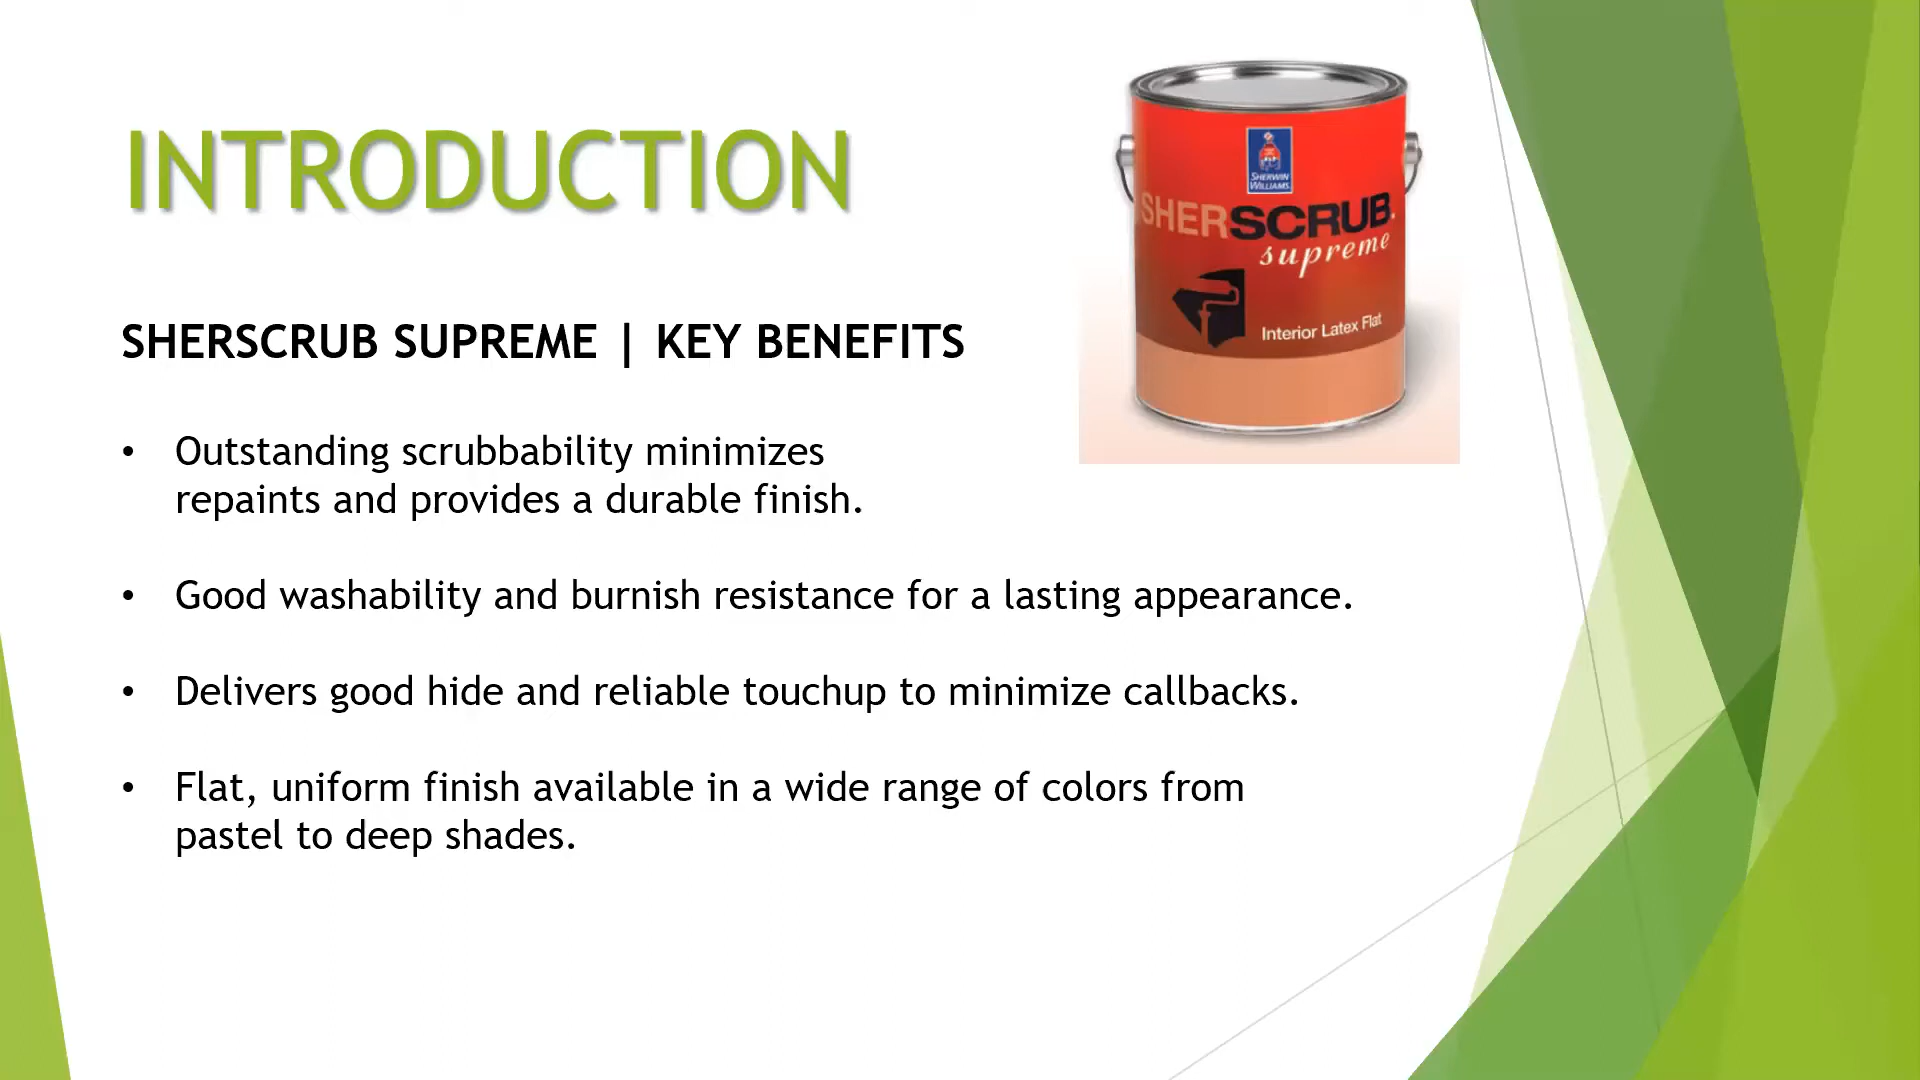 INTRODUCTION
SHERWIN
WILLIAMS.
SHERSCRUB.
supreme
Interior Latex Flat
SHERSCRUB SUPREME | KEY BENEFITS
• Outstanding scrubbability minimizes
repaints and provides a durable finish.
• Good washability and burnish resistance for a lasting appearance.
• Delivers good hide and reliable touchup to minimize callbacks.
• Flat, uniform finish available in a wide range of colors from
pastel to deep shades.